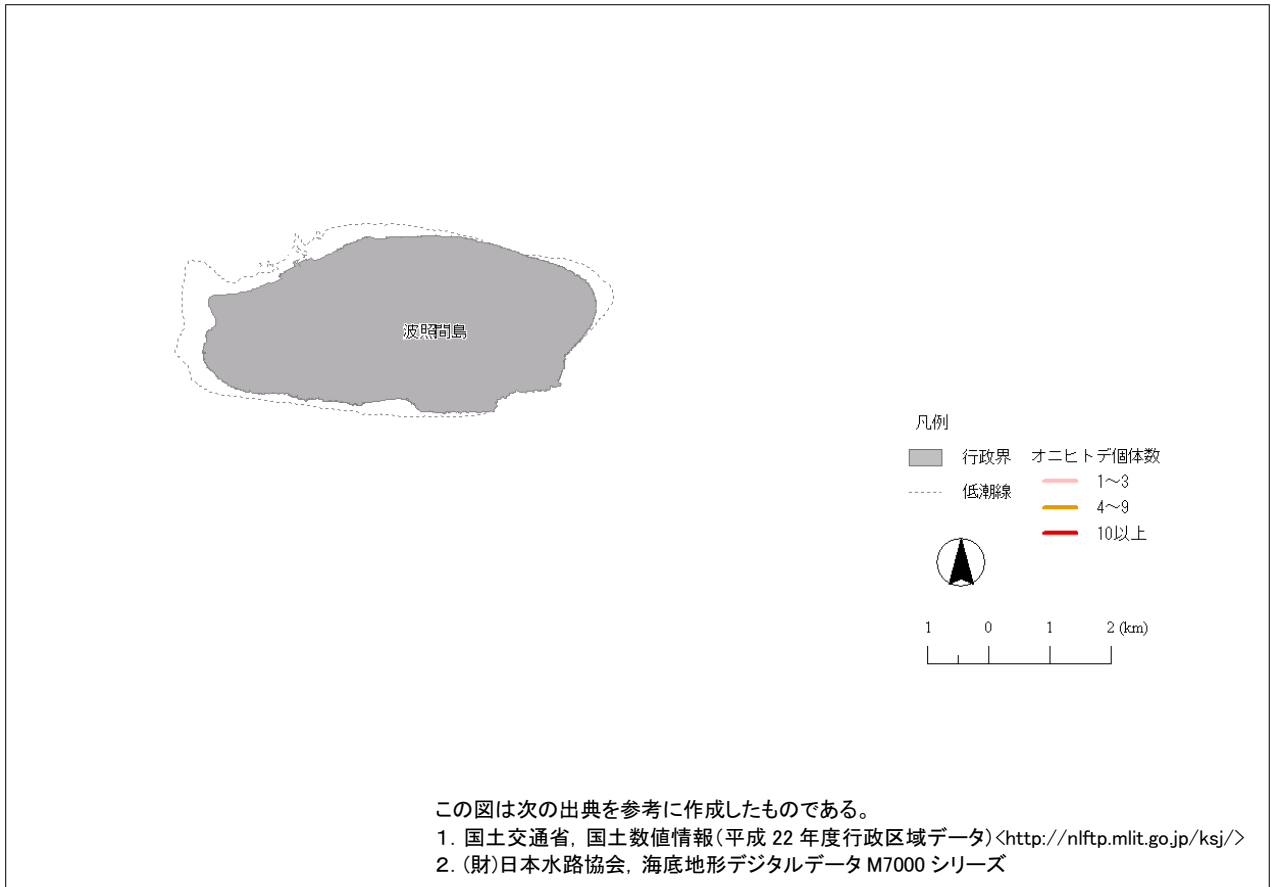 波照間島
凡例
行政界
低潮線
オニヒトデ個体数
1～3
4～9
10以上
1 0 1 2 (km)
この図は次の出典を参考に作成したものである。
1. 国土交通省, 国土数値情報(平成 22 年度行政区域データ)<http://nlftp.mlit.go.jp/ksj/>
2. (財)日本水路協会, 海底地形デジタルデータ M7000 シリーズ